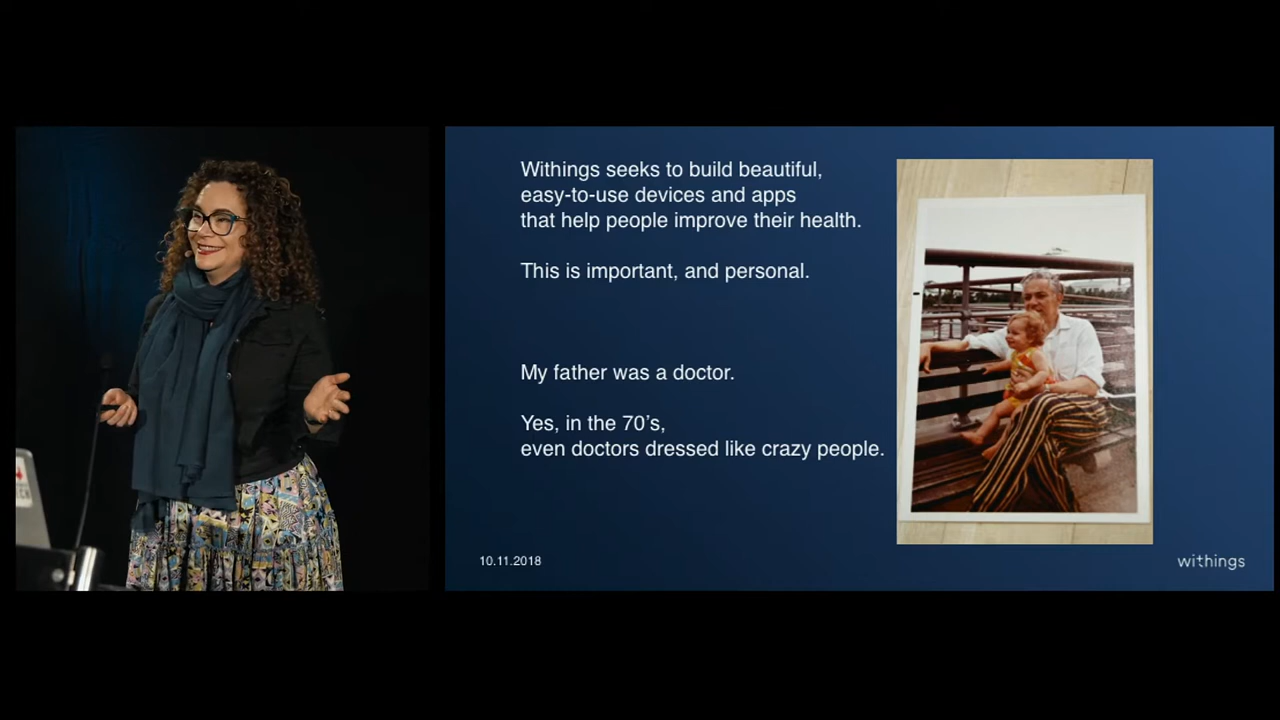 Withings seeks to build beautiful,
easy-to-use devices and apps
that help people improve their health.
This is important, and personal.
My father was a doctor.
Yes, in the 70's,
even doctors dressed like crazy people.
10.11.2018
withings